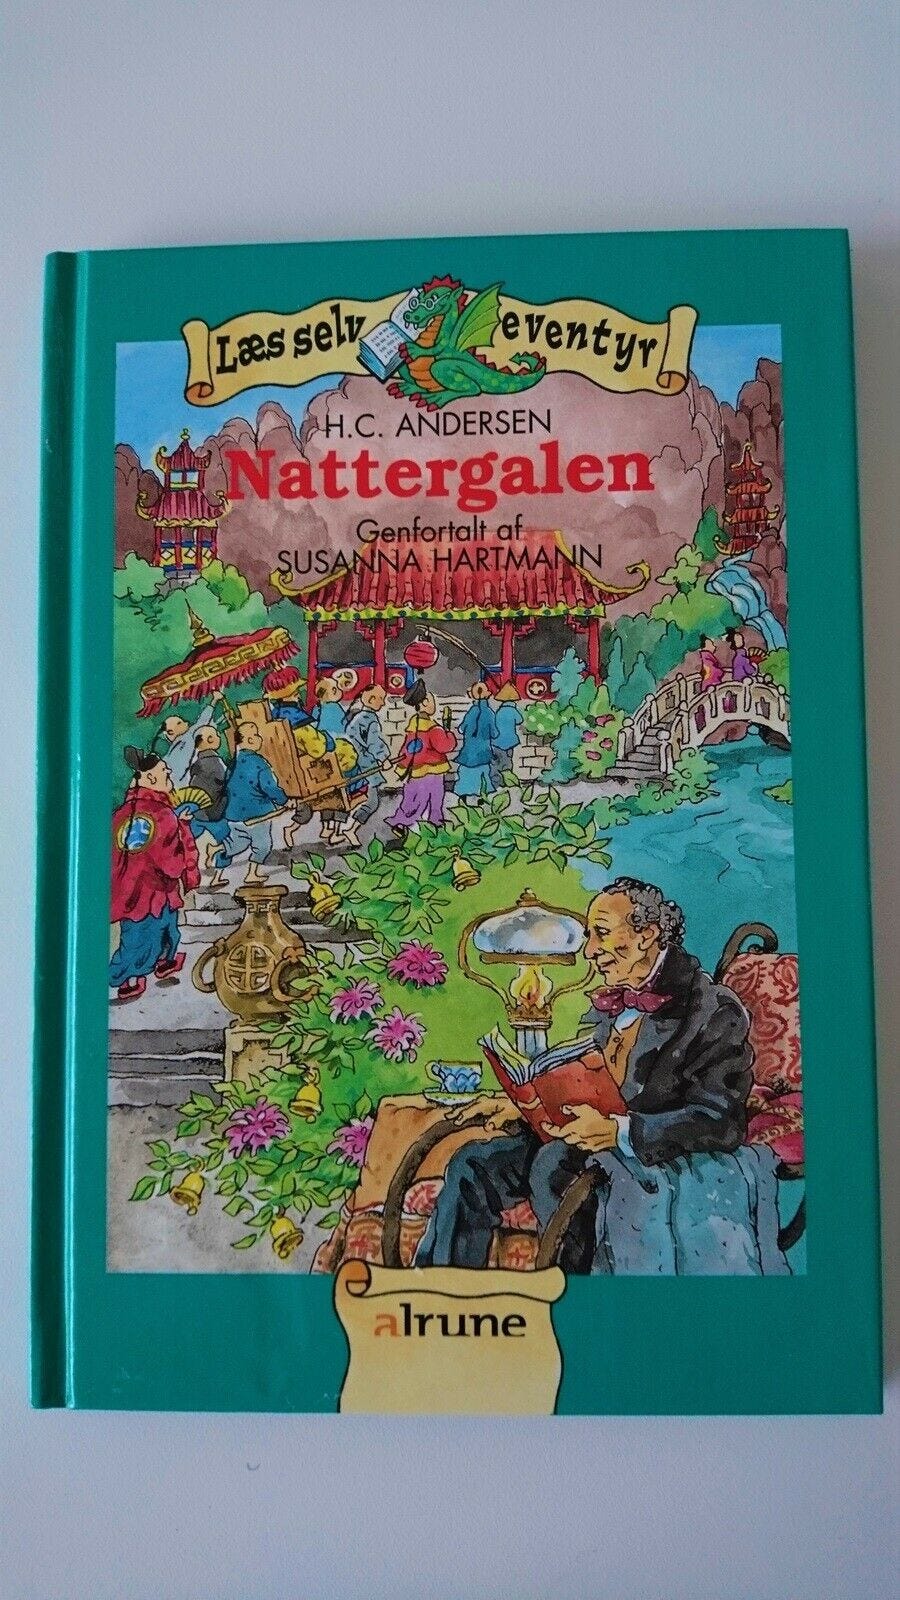 Læs selv eventyr
H.C. ANDERSEN
Nattergalen
Genfortalt af
SUSANNA HARTMANN
alrune